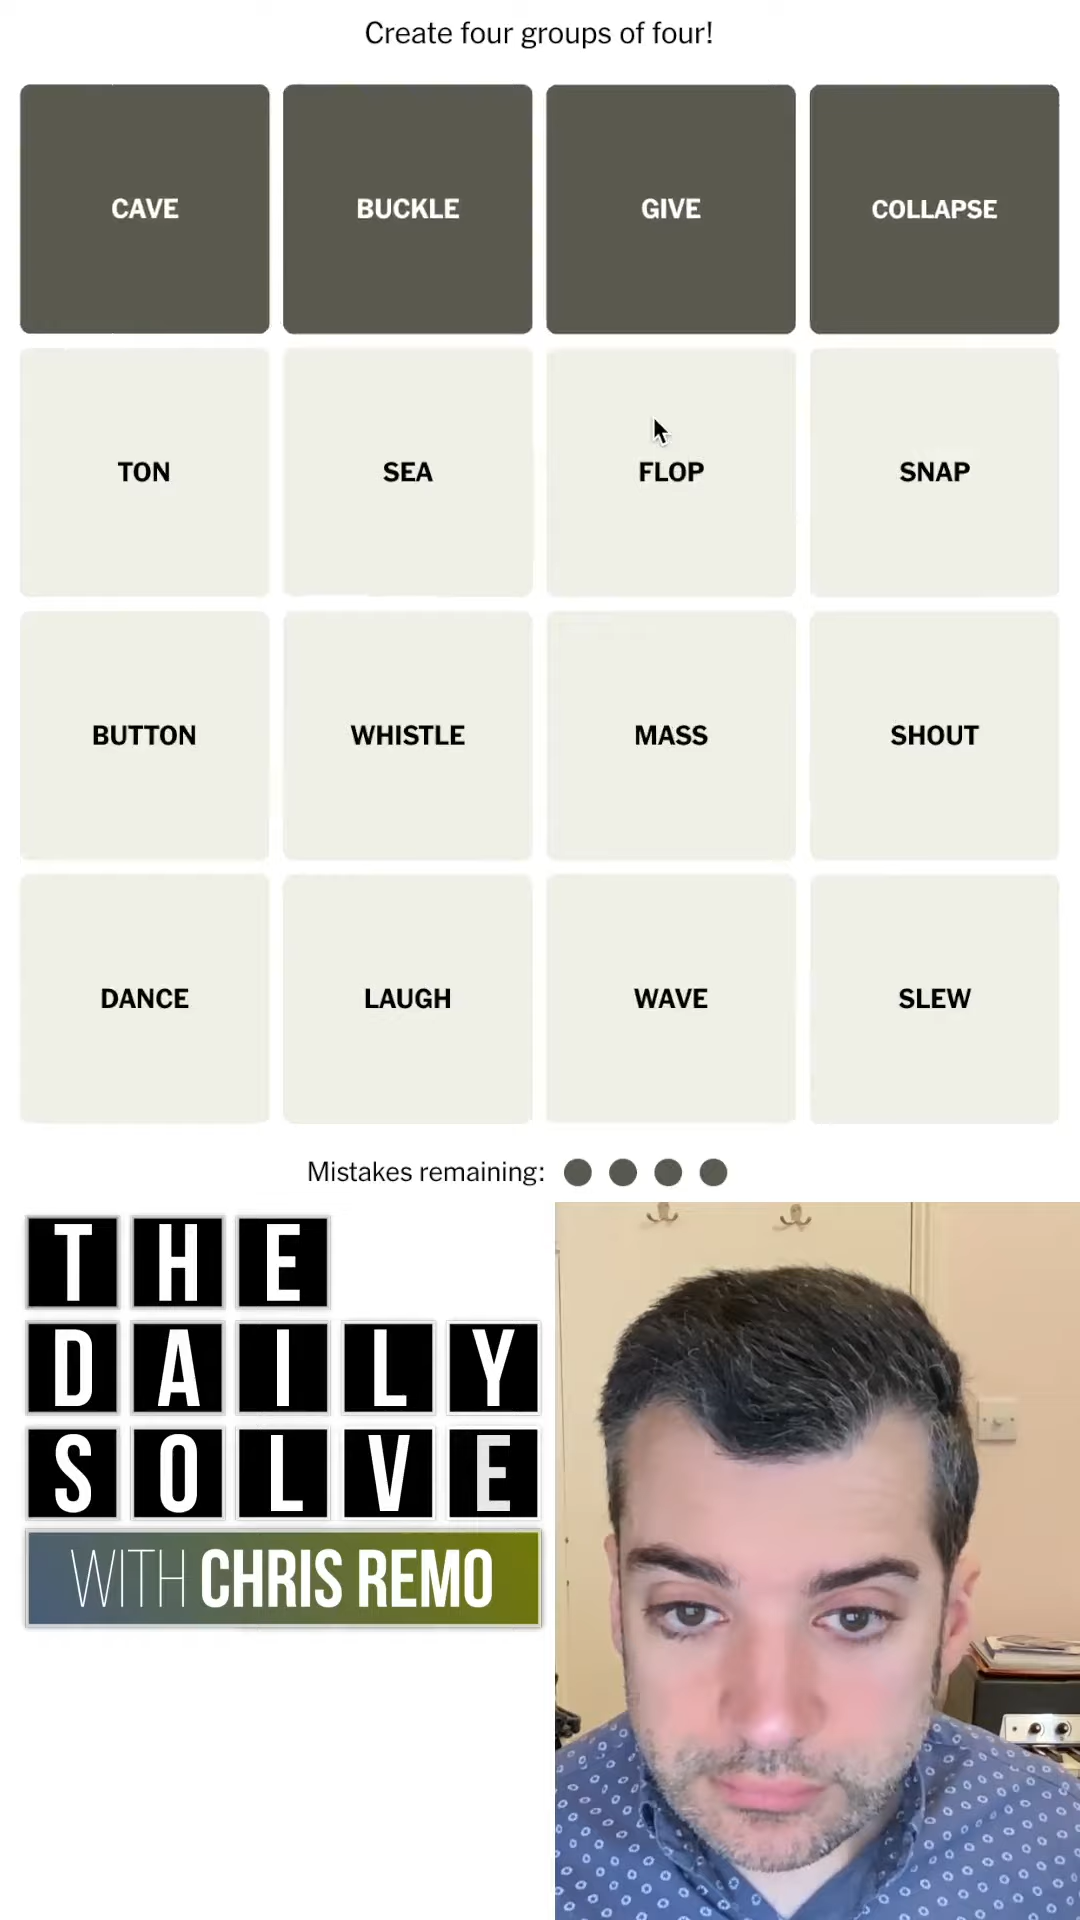 Create four groups of four!
CAVE BUCKLE GIVE COLLAPSE
TON SEA FLOP SNAP
BUTTON WHISTLE MASS SHOUT
DANCE LAUGH WAVE SLEW
Mistakes remaining:
THE
DAILY
SOLVE
WITH CHRIS REMO